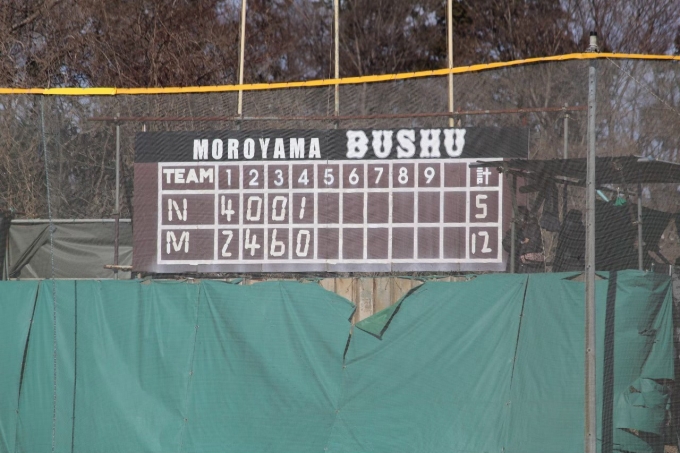 MOROYAMA BUSHU
TEAM 1 2 3 4 5 6 7 8 9 計
N 4 0 0 1 5
M 2 4 6 0 12